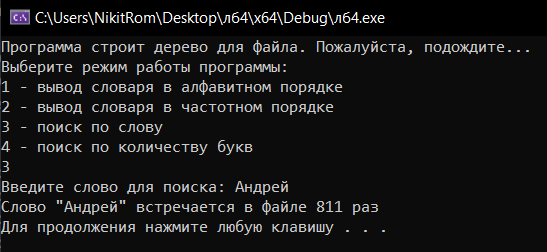 C:\Users\NikitRom\Desktop\л64\x64\Debug\л64.exe
Программа строит дерево для файла. Пожалуйста, подождите...
Выберите режим работы программы:
1 - вывод словаря в алфавитном порядке
2 - вывод словаря в частотном порядке
3 - поиск по слову
4 - поиск по количеству букв
3
Введите слово для поиска: Андрей
Слово "Андрей" встречается в файле 811 раз
Для продолжения нажмите любую клавишу . . .